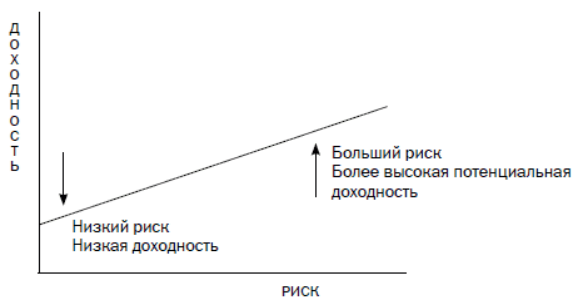 ДОХОДНОСТЬ
Больший риск
Более высокая потенциальная
доходность
Низкий риск
Низкая доходность
РИСК